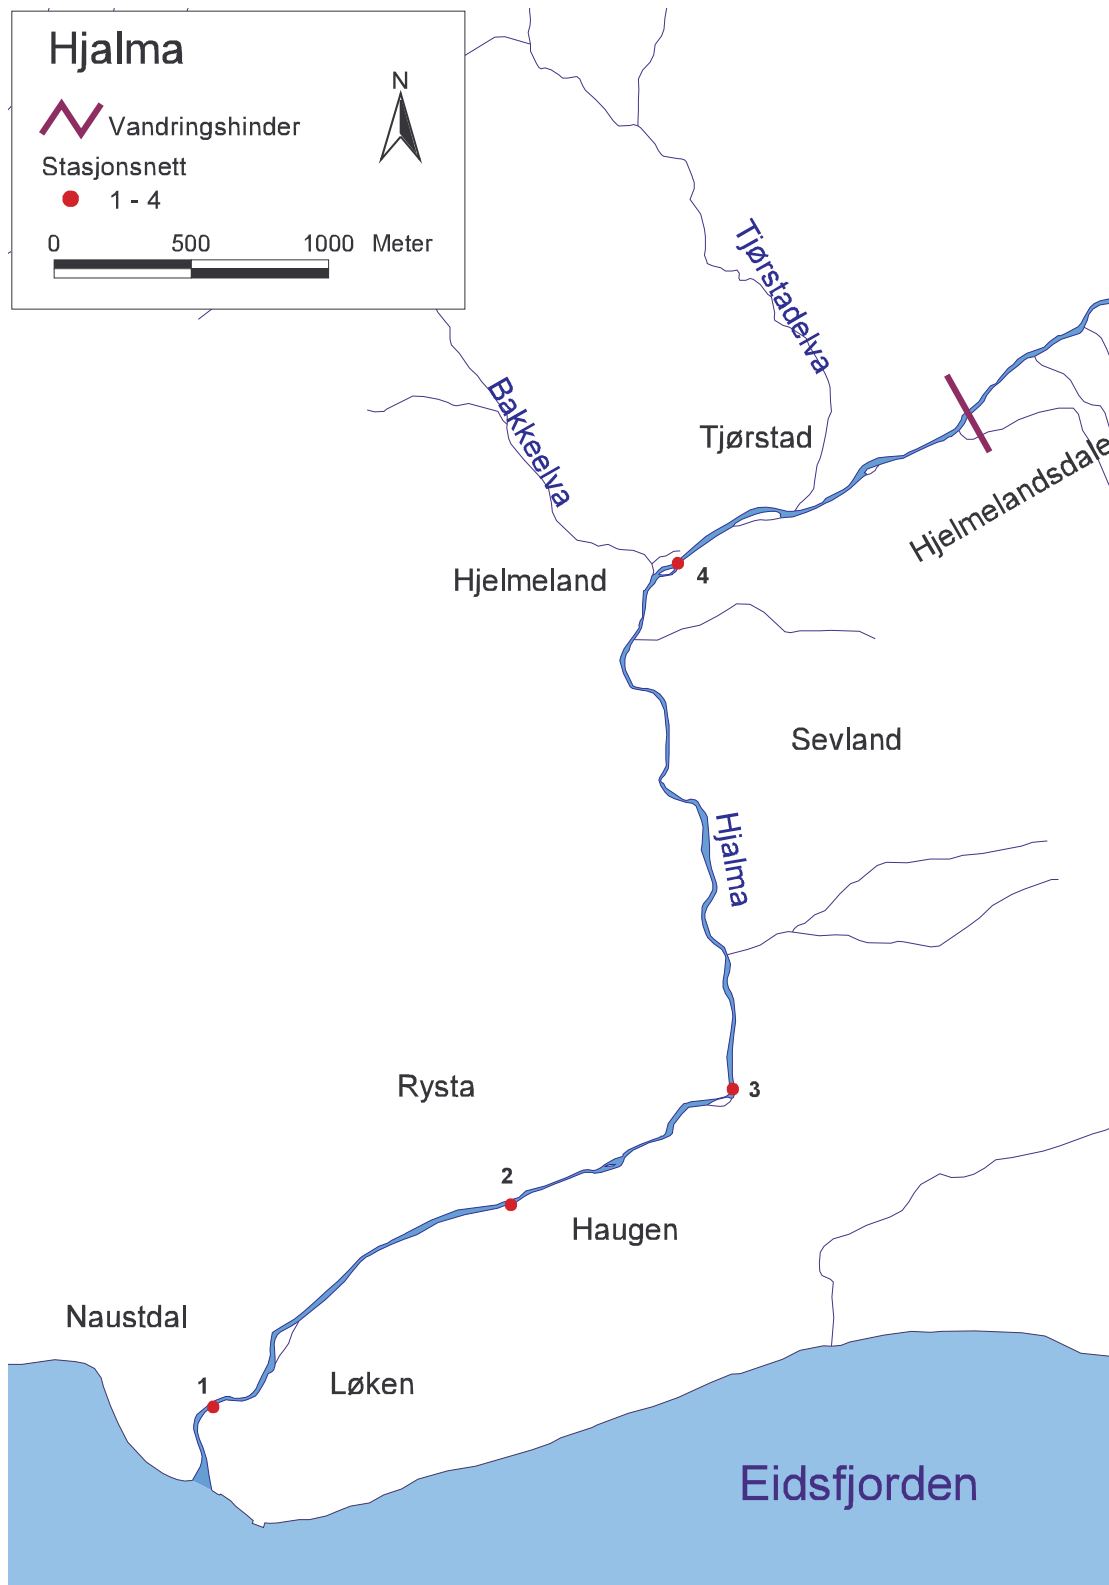 Hjalma
N
Vandringshinder
Stasjonsnett
1 - 4
0 500 1000 Meter
Tjørstadelva
Bakkeelva
Tjørstad
Hjelmelandsdale
Hjelmeland
4
Sevland
Hjalma
Rysta
3
2
Haugen
Naustdal
1
Løken
Eidsfjorden